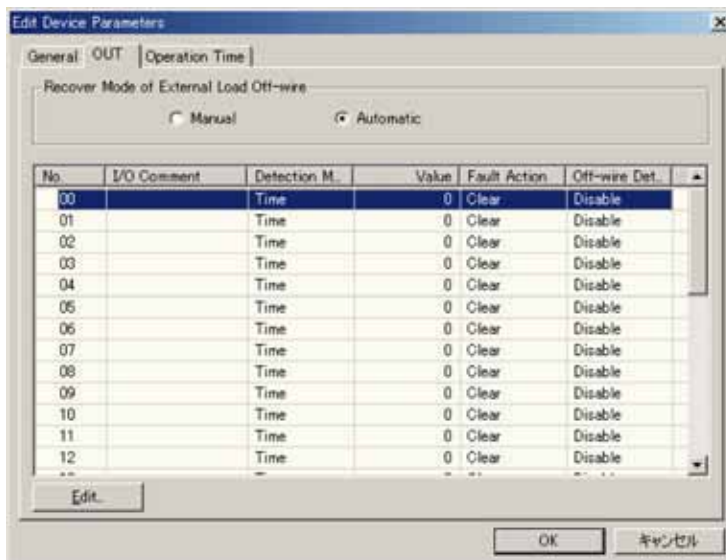 Edit Device Parameters
General OUT Operation Time
Recover Mode of External Load Off-wire
Manual Automatic
No. I/O Comment Detection M... Value Fault Action Off-wire Det...
00 Time 0 Clear Disable
01 Time 0 Clear Disable
02 Time 0 Clear Disable
03 Time 0 Clear Disable
04 Time 0 Clear Disable
05 Time 0 Clear Disable
06 Time 0 Clear Disable
07 Time 0 Clear Disable
08 Time 0 Clear Disable
09 Time 0 Clear Disable
10 Time 0 Clear Disable
11 Time 0 Clear Disable
12 Time 0 Clear Disable
Edit...
OK キャンセル